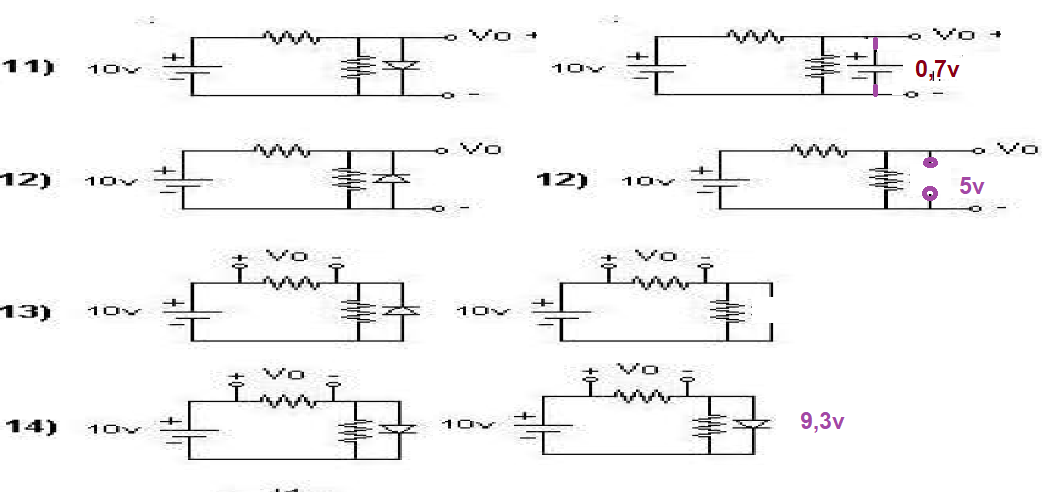 Vo + Vo +
11) 10v + - - + - 0,7v -
Vo Vo
12) 10v + - - 12) 10v + - 5v -
+ Vo - + Vo -
13) 10v + - 10v + -
+ Vo - + Vo -
14) 10v + - 10v + - 9,3v